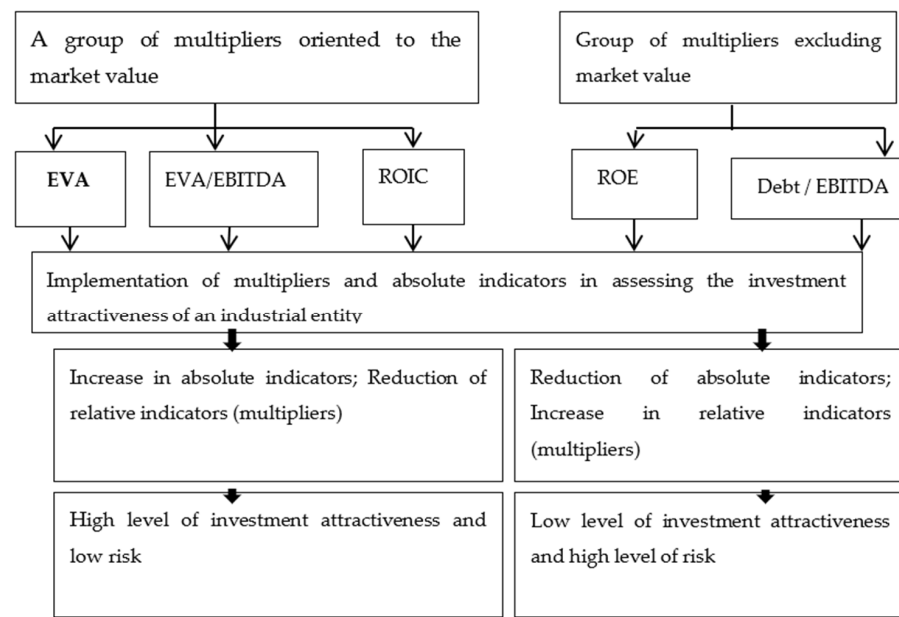 A group of multipliers oriented to the
market value
Group of multipliers excluding
market value
EVA
EVA/EBITDA
ROIC
ROE
Debt / EBITDA
Implementation of multipliers and absolute indicators in assessing the investment
attractiveness of an industrial entity
Increase in absolute indicators; Reduction of
relative indicators (multipliers)
Reduction of absolute indicators;
Increase in relative indicators
(multipliers)
High level of investment attractiveness and
low risk
Low level of investment attractiveness
and high level of risk